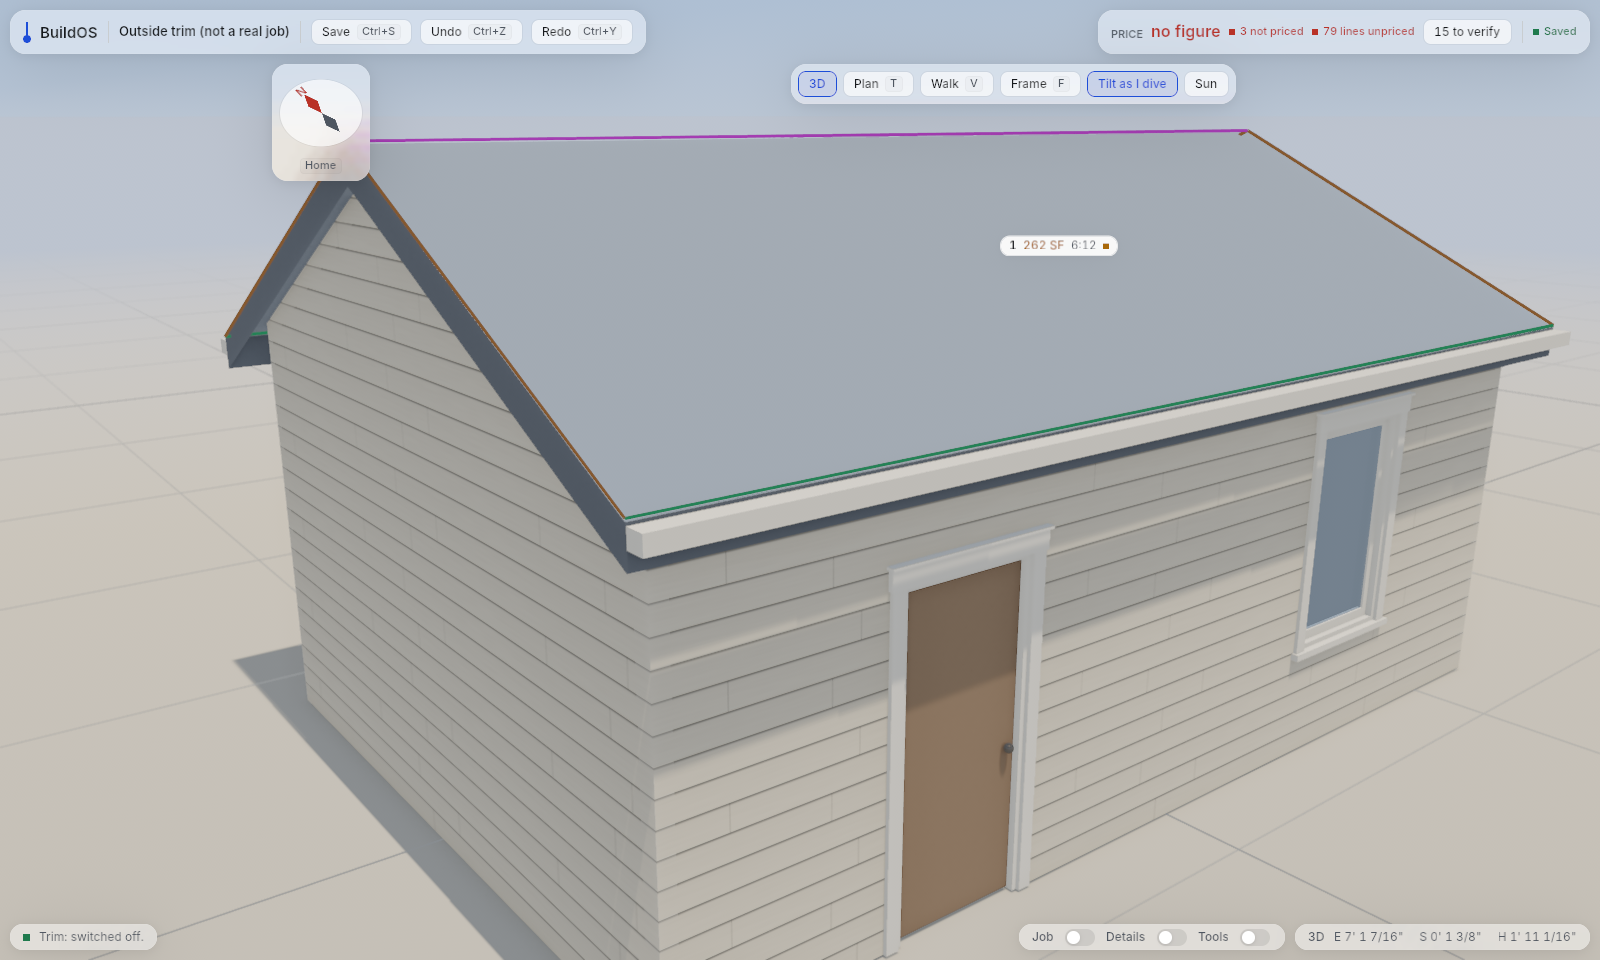 BuildOS Outside trim (not a real job) Save Ctrl+S Undo Ctrl+Z Redo Ctrl+Y
PRICE no figure 3 not priced 79 lines unpriced 15 to verify Saved
3D Plan T Walk V Frame F Tilt as I dive Sun
N
Home
1 262 SF 6:12
Trim: switched off.
Job Details Tools
3D E 7' 1 7/16" S 0' 1 3/8" H 1' 11 1/16"